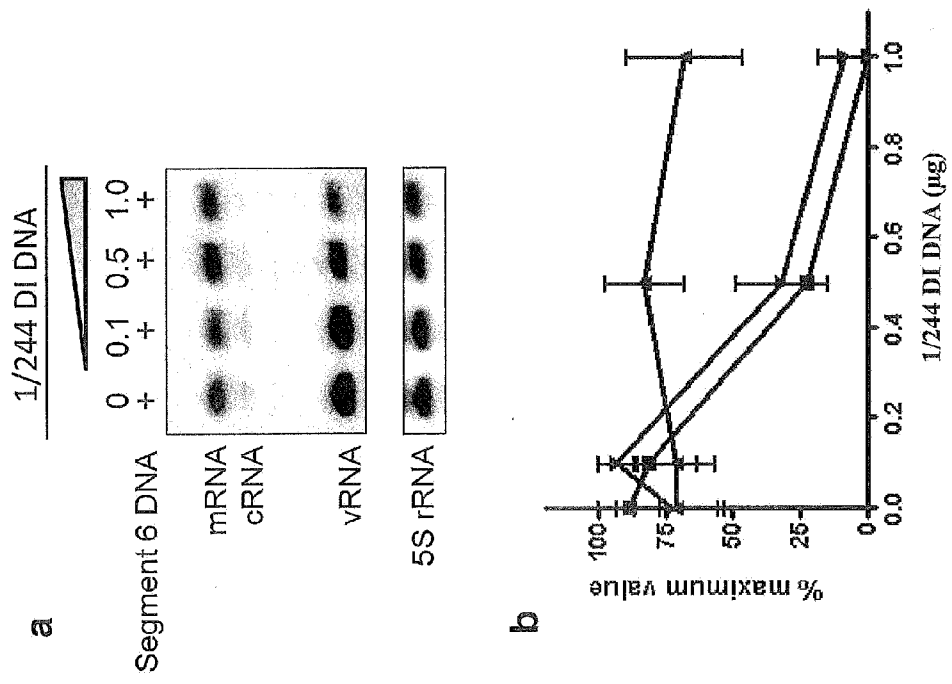 a
1/244 DI DNA
0 0.1 0.5 1.0
Segment 6 DNA + + + +
mRNA
cRNA
vRNA
5S rRNA
b
% maximum value
100
75
50
25
0
0.0 0.2 0.4 0.6 0.8 1.0
1/244 DI DNA (µg)